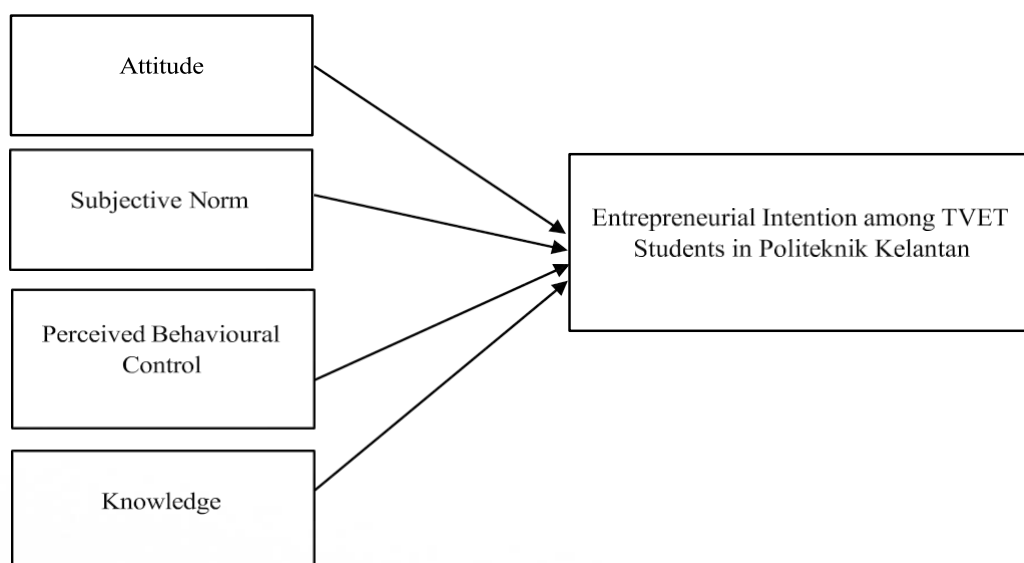 Attitude
Subjective Norm
Perceived Behavioural
Control
Knowledge
Entrepreneurial Intention among TVET
Students in Politeknik Kelantan